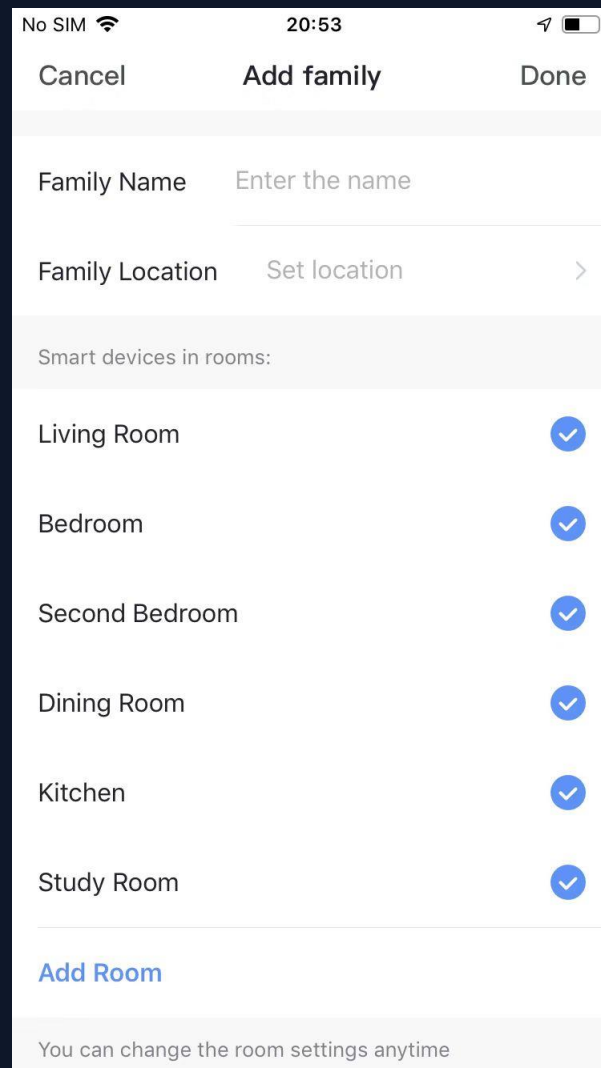 No SIM 20:53
Cancel Add family Done
Family Name Enter the name
Family Location Set location
Smart devices in rooms:
Living Room
Bedroom
Second Bedroom
Dining Room
Kitchen
Study Room
Add Room
You can change the room settings anytime